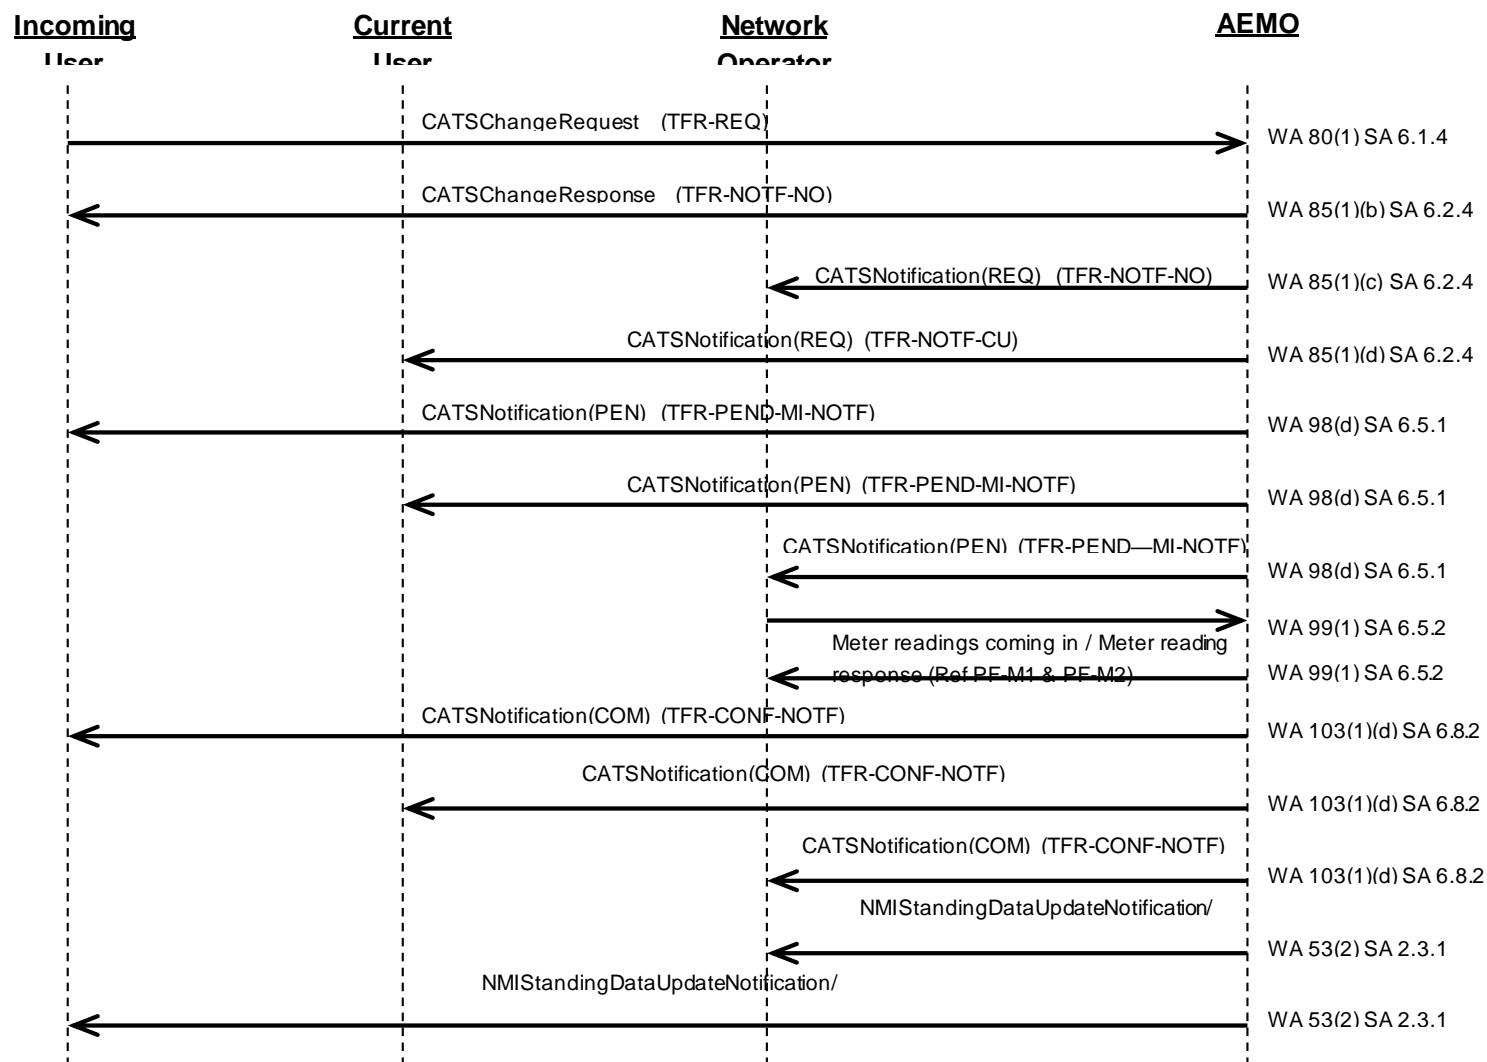 Incoming User
Current User
Network Operator
AEMO
CATSChangeRequest (TFR-REQ)
WA 80(1) SA 6.1.4
CATSChangeResponse (TFR-NOTF-NO)
WA 85(1)(b) SA 6.2.4
CATSNotification(REQ) (TFR-NOTF-NO)
WA 85(1)(c) SA 6.2.4
CATSNotification(REQ) (TFR-NOTF-CU)
WA 85(1)(d) SA 6.2.4
CATSNotification(PEN) (TFR-PEND-MI-NOTF)
WA 98(d) SA 6.5.1
CATSNotification(PEN) (TFR-PEND-MI-NOTF)
WA 98(d) SA 6.5.1
CATSNotification(PEN) (TFR-PEND—MI-NOTF)
WA 98(d) SA 6.5.1
WA 99(1) SA 6.5.2
Meter readings coming in / Meter reading
response (Ref PF-M1 & PF-M2)
WA 99(1) SA 6.5.2
CATSNotification(COM) (TFR-CONF-NOTF)
WA 103(1)(d) SA 6.8.2
CATSNotification(COM) (TFR-CONF-NOTF)
WA 103(1)(d) SA 6.8.2
CATSNotification(COM) (TFR-CONF-NOTF)
WA 103(1)(d) SA 6.8.2
NMIStandingDataUpdateNotification/
WA 53(2) SA 2.3.1
NMIStandingDataUpdateNotification/
WA 53(2) SA 2.3.1